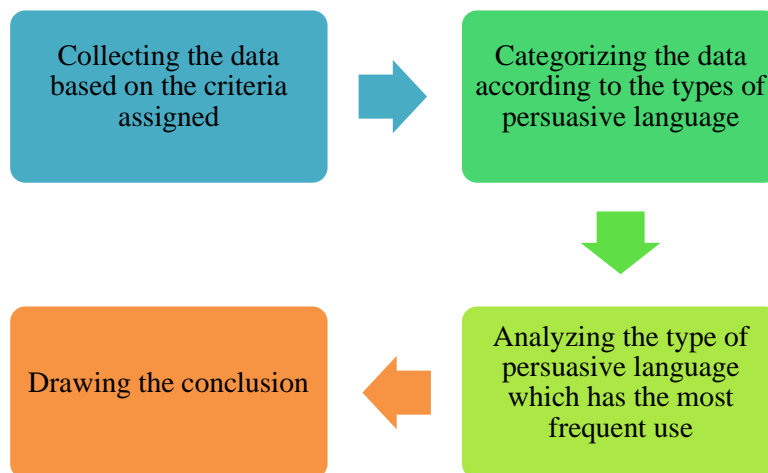 Collecting the data
based on the criteria
assigned
Categorizing the data
according to the types of
persuasive language
Analyzing the type of
persuasive language
which has the most
frequent use
Drawing the conclusion